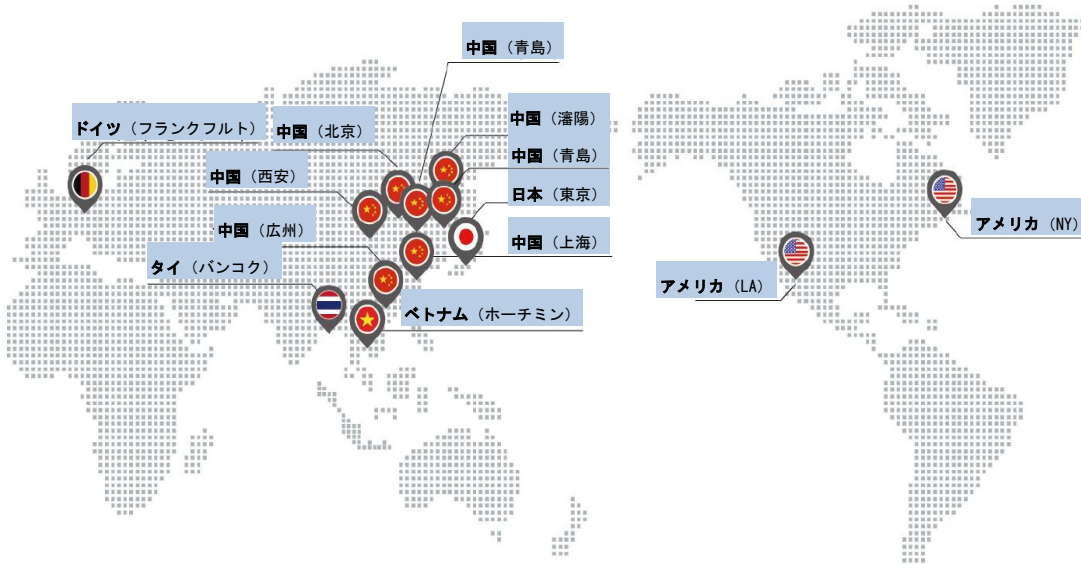 中国（青島）
ドイツ（フランクフルト）
中国（北京）
中国（瀋陽）
中国（青島）
中国（西安）
日本（東京）
中国（広州）
中国（上海）
タイ（バンコク）
ベトナム（ホーチミン）
アメリカ（NY）
アメリカ（LA）